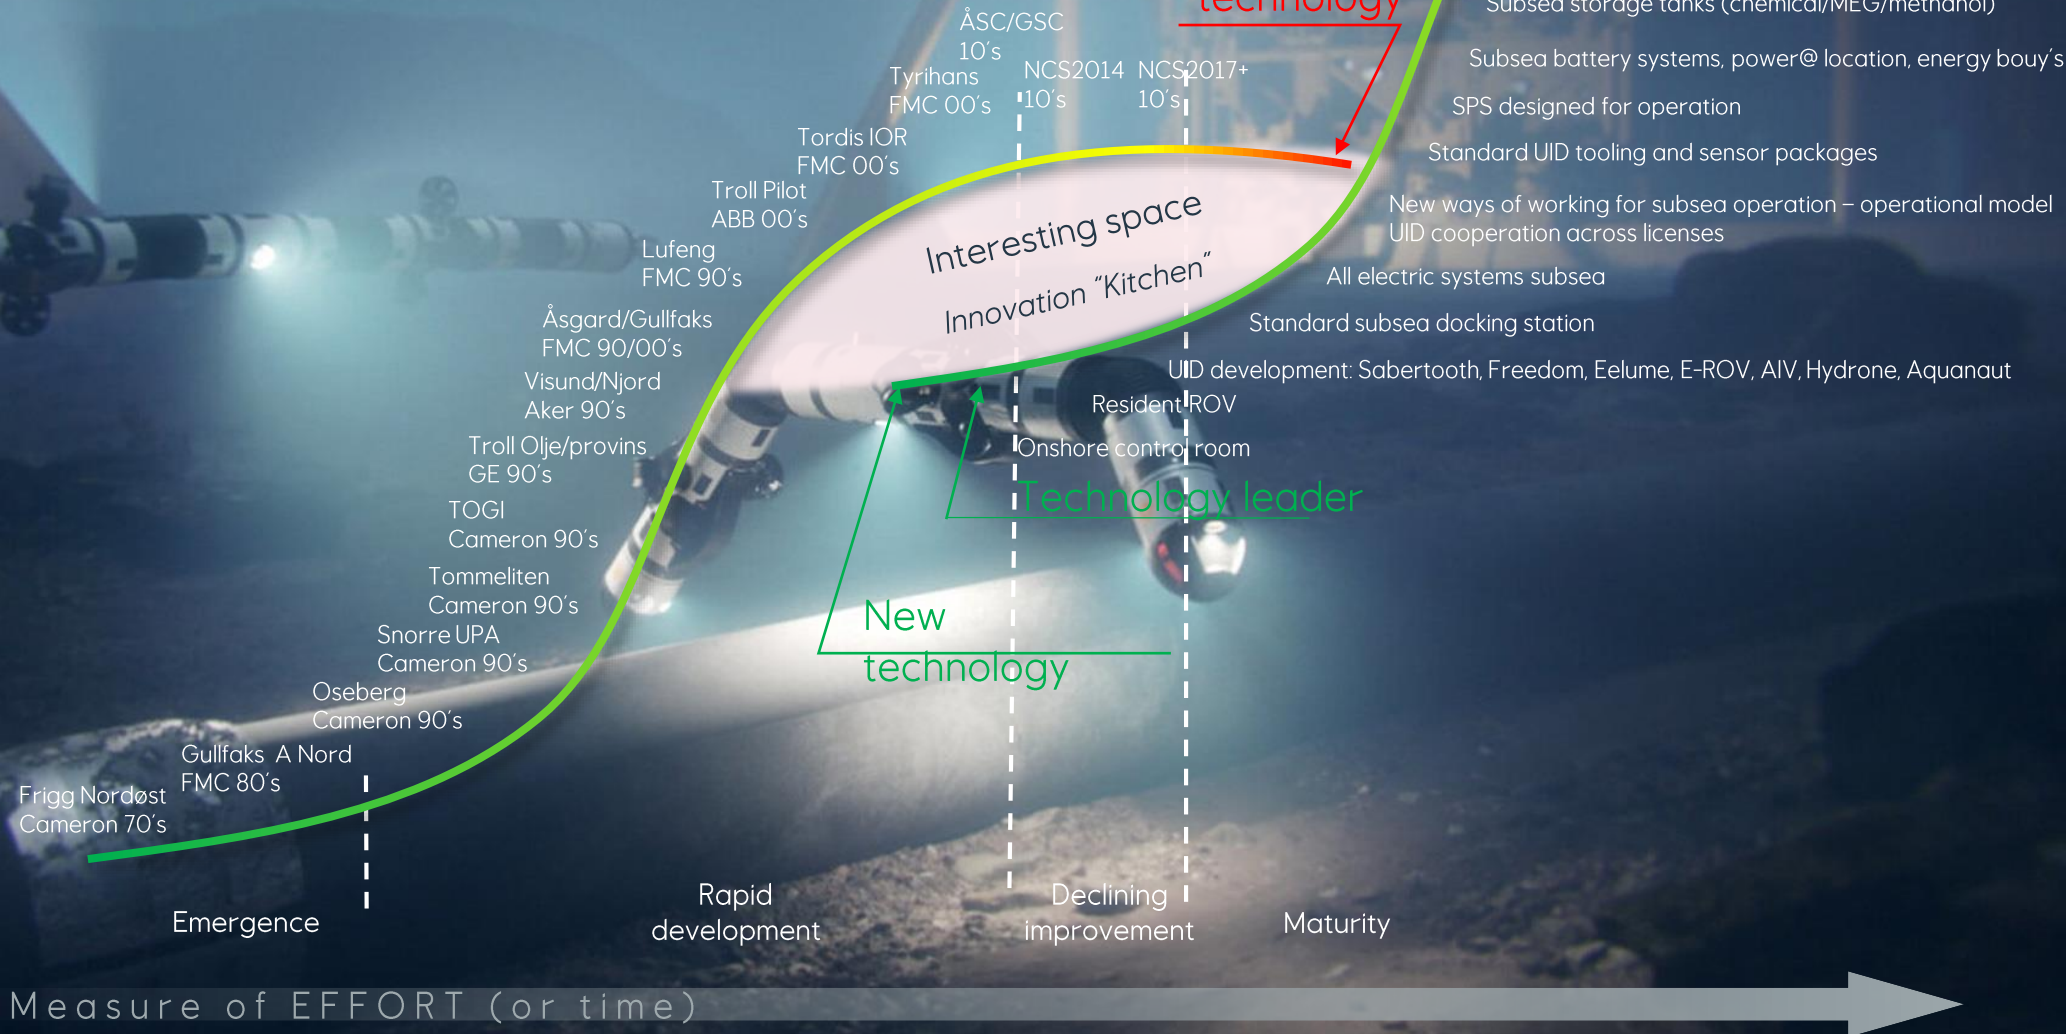 technology
Subsea storage tanks (chemical/MEG/methanol)
ÅSC/GSC
10´s
Subsea battery systems, power@ location, energy bouy´s
Tyrihans
FMC 00´s
NCS2014
10´s
NCS2017+
10´s
SPS designed for operation
Tordis IOR
FMC 00´s
Standard UID tooling and sensor packages
Troll Pilot
ABB 00´s
New ways of working for subsea operation – operational model
UID cooperation across licenses
Interesting space
Innovation “Kitchen”
Lufeng
FMC 90´s
All electric systems subsea
Åsgard/Gullfaks
FMC 90/00´s
Standard subsea docking station
Visund/Njord
Aker 90´s
UID development: Sabertooth, Freedom, Eelume, E-ROV, AIV, Hydrone, Aquanaut
Resident ROV
Troll Olje/provins
GE 90´s
Onshore control room
Technology leader
TOGI
Cameron 90´s
Tommeliten
Cameron 90´s
New
technology
Snorre UPA
Cameron 90´s
Oseberg
Cameron 90´s
Gullfaks A Nord
FMC 80´s
Frigg Nordøst
Cameron 70´s
Emergence
Rapid
development
Declining
improvement
Maturity
Measure of EFFORT (or time)